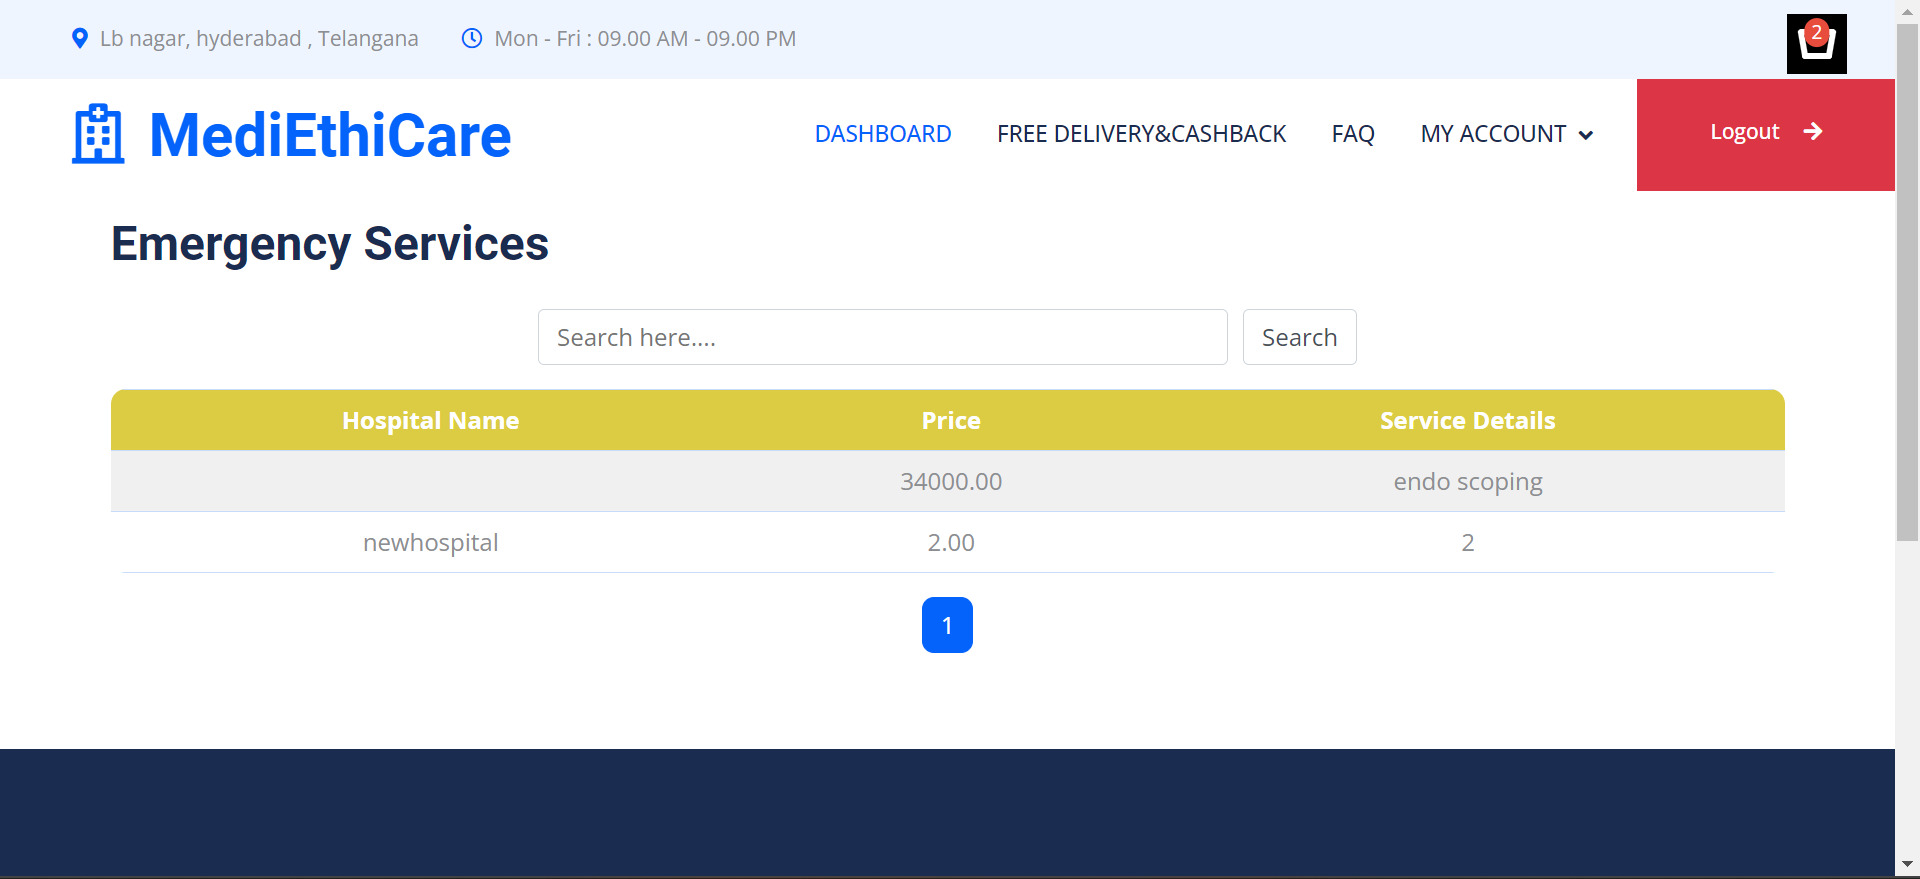 Lb nagar, hyderabad , Telangana Mon - Fri : 09.00 AM - 09.00 PM 2
MediEthiCare DASHBOARD FREE DELIVERY&CASHBACK FAQ MY ACCOUNT Logout
Emergency Services
Search here.... Search
Hospital Name Price Service Details
34000.00 endo scoping
newhospital 2.00 2
1